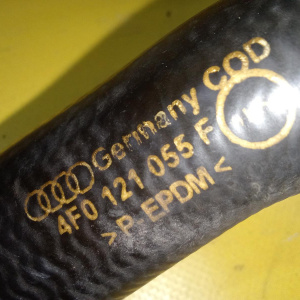 Germany COD
4F0 121 055 F
>P EPDM<